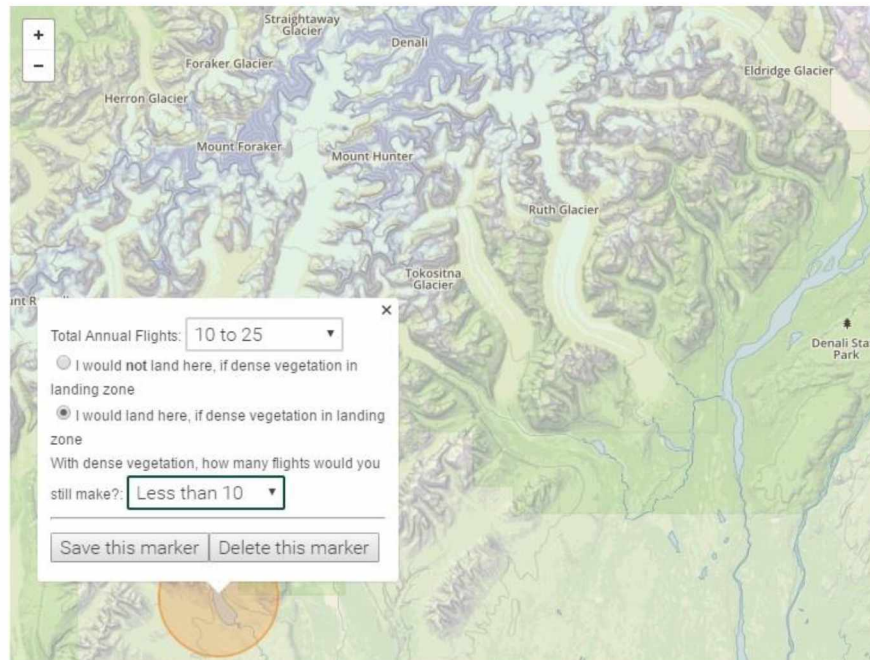 +
−
Straightaway
Glacier
Denali
Foraker Glacier
Eldridge Glacier
Herron Glacier
Mount Foraker
Mount Hunter
Ruth Glacier
Tokositna
Glacier
Denali Sta
Park
×
Total Annual Flights: 10 to 25
I would not land here, if dense vegetation in
landing zone
I would land here, if dense vegetation in landing
zone
With dense vegetation, how many flights would you
still make?: Less than 10
Save this marker Delete this marker